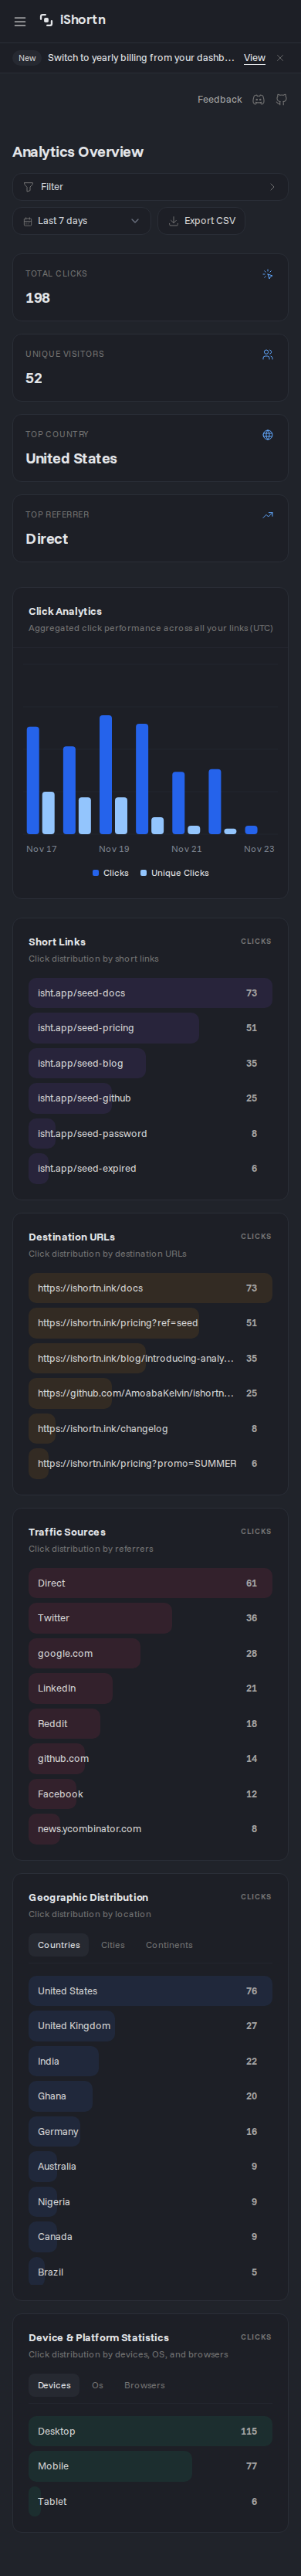 IShortn
New Switch to yearly billing from your dashb... View
Feedback
Analytics Overview
Filter
Last 7 days Export CSV
TOTAL CLICKS
198
UNIQUE VISITORS
52
TOP COUNTRY
United States
TOP REFERRER
Direct
Click Analytics
Aggregated click performance across all your links (UTC)
Nov 17 Nov 19 Nov 21 Nov 23
Clicks Unique Clicks
Short Links CLICKS
Click distribution by short links
isht.app/seed-docs 73
isht.app/seed-pricing 51
isht.app/seed-blog 35
isht.app/seed-github 25
isht.app/seed-password 8
isht.app/seed-expired 6
Destination URLs CLICKS
Click distribution by destination URLs
https://ishortn.ink/docs 73
https://ishortn.ink/pricing?ref=seed 51
https://ishortn.ink/blog/introducing-analy... 35
https://github.com/AmoabaKelvin/ishortn... 25
https://ishortn.ink/changelog 8
https://ishortn.ink/pricing?promo=SUMMER 6
Traffic Sources CLICKS
Click distribution by referrers
Direct 61
Twitter 36
google.com 28
LinkedIn 21
Reddit 18
github.com 14
Facebook 12
news.ycombinator.com 8
Geographic Distribution CLICKS
Click distribution by location
Countries Cities Continents
United States 76
United Kingdom 27
India 22
Ghana 20
Germany 16
Australia 9
Nigeria 9
Canada 9
Brazil 5
Device & Platform Statistics CLICKS
Click distribution by devices, OS, and browsers
Devices Os Browsers
Desktop 115
Mobile 77
Tablet 6